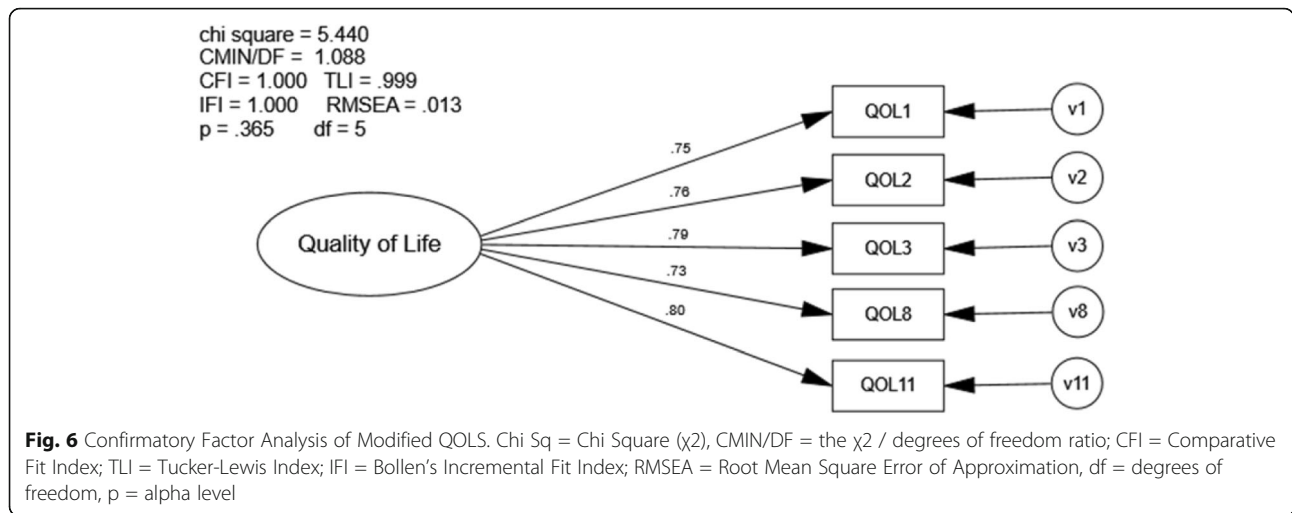 chi square = 5.440
CMIN/DF = 1.088
CFI = 1.000 TLI = .999
IFI = 1.000 RMSEA = .013
p = .365 df = 5
Quality of Life
.75
.76
.79
.73
.80
QOL1
v1
QOL2
v2
QOL3
v3
QOL8
v8
QOL11
v11
Fig. 6 Confirmatory Factor Analysis of Modified QOLS. Chi Sq = Chi Square (χ2), CMIN/DF = the χ2 / degrees of freedom ratio; CFI = Comparative
Fit Index; TLI = Tucker-Lewis Index; IFI = Bollen’s Incremental Fit Index; RMSEA = Root Mean Square Error of Approximation, df = degrees of
freedom, p = alpha level